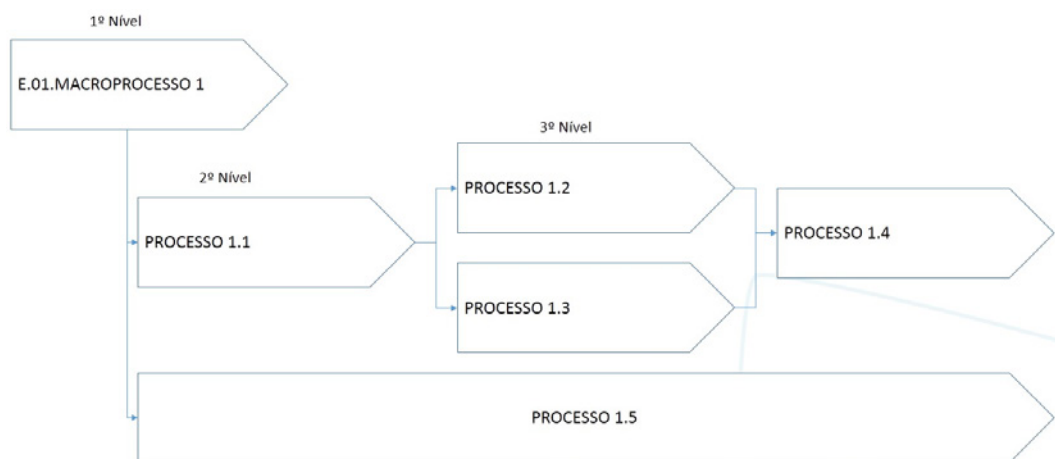 1º Nível
E.01.MACROPROCESSO 1
3º Nível
PROCESSO 1.2
2º Nível
PROCESSO 1.1
PROCESSO 1.4
PROCESSO 1.3
PROCESSO 1.5